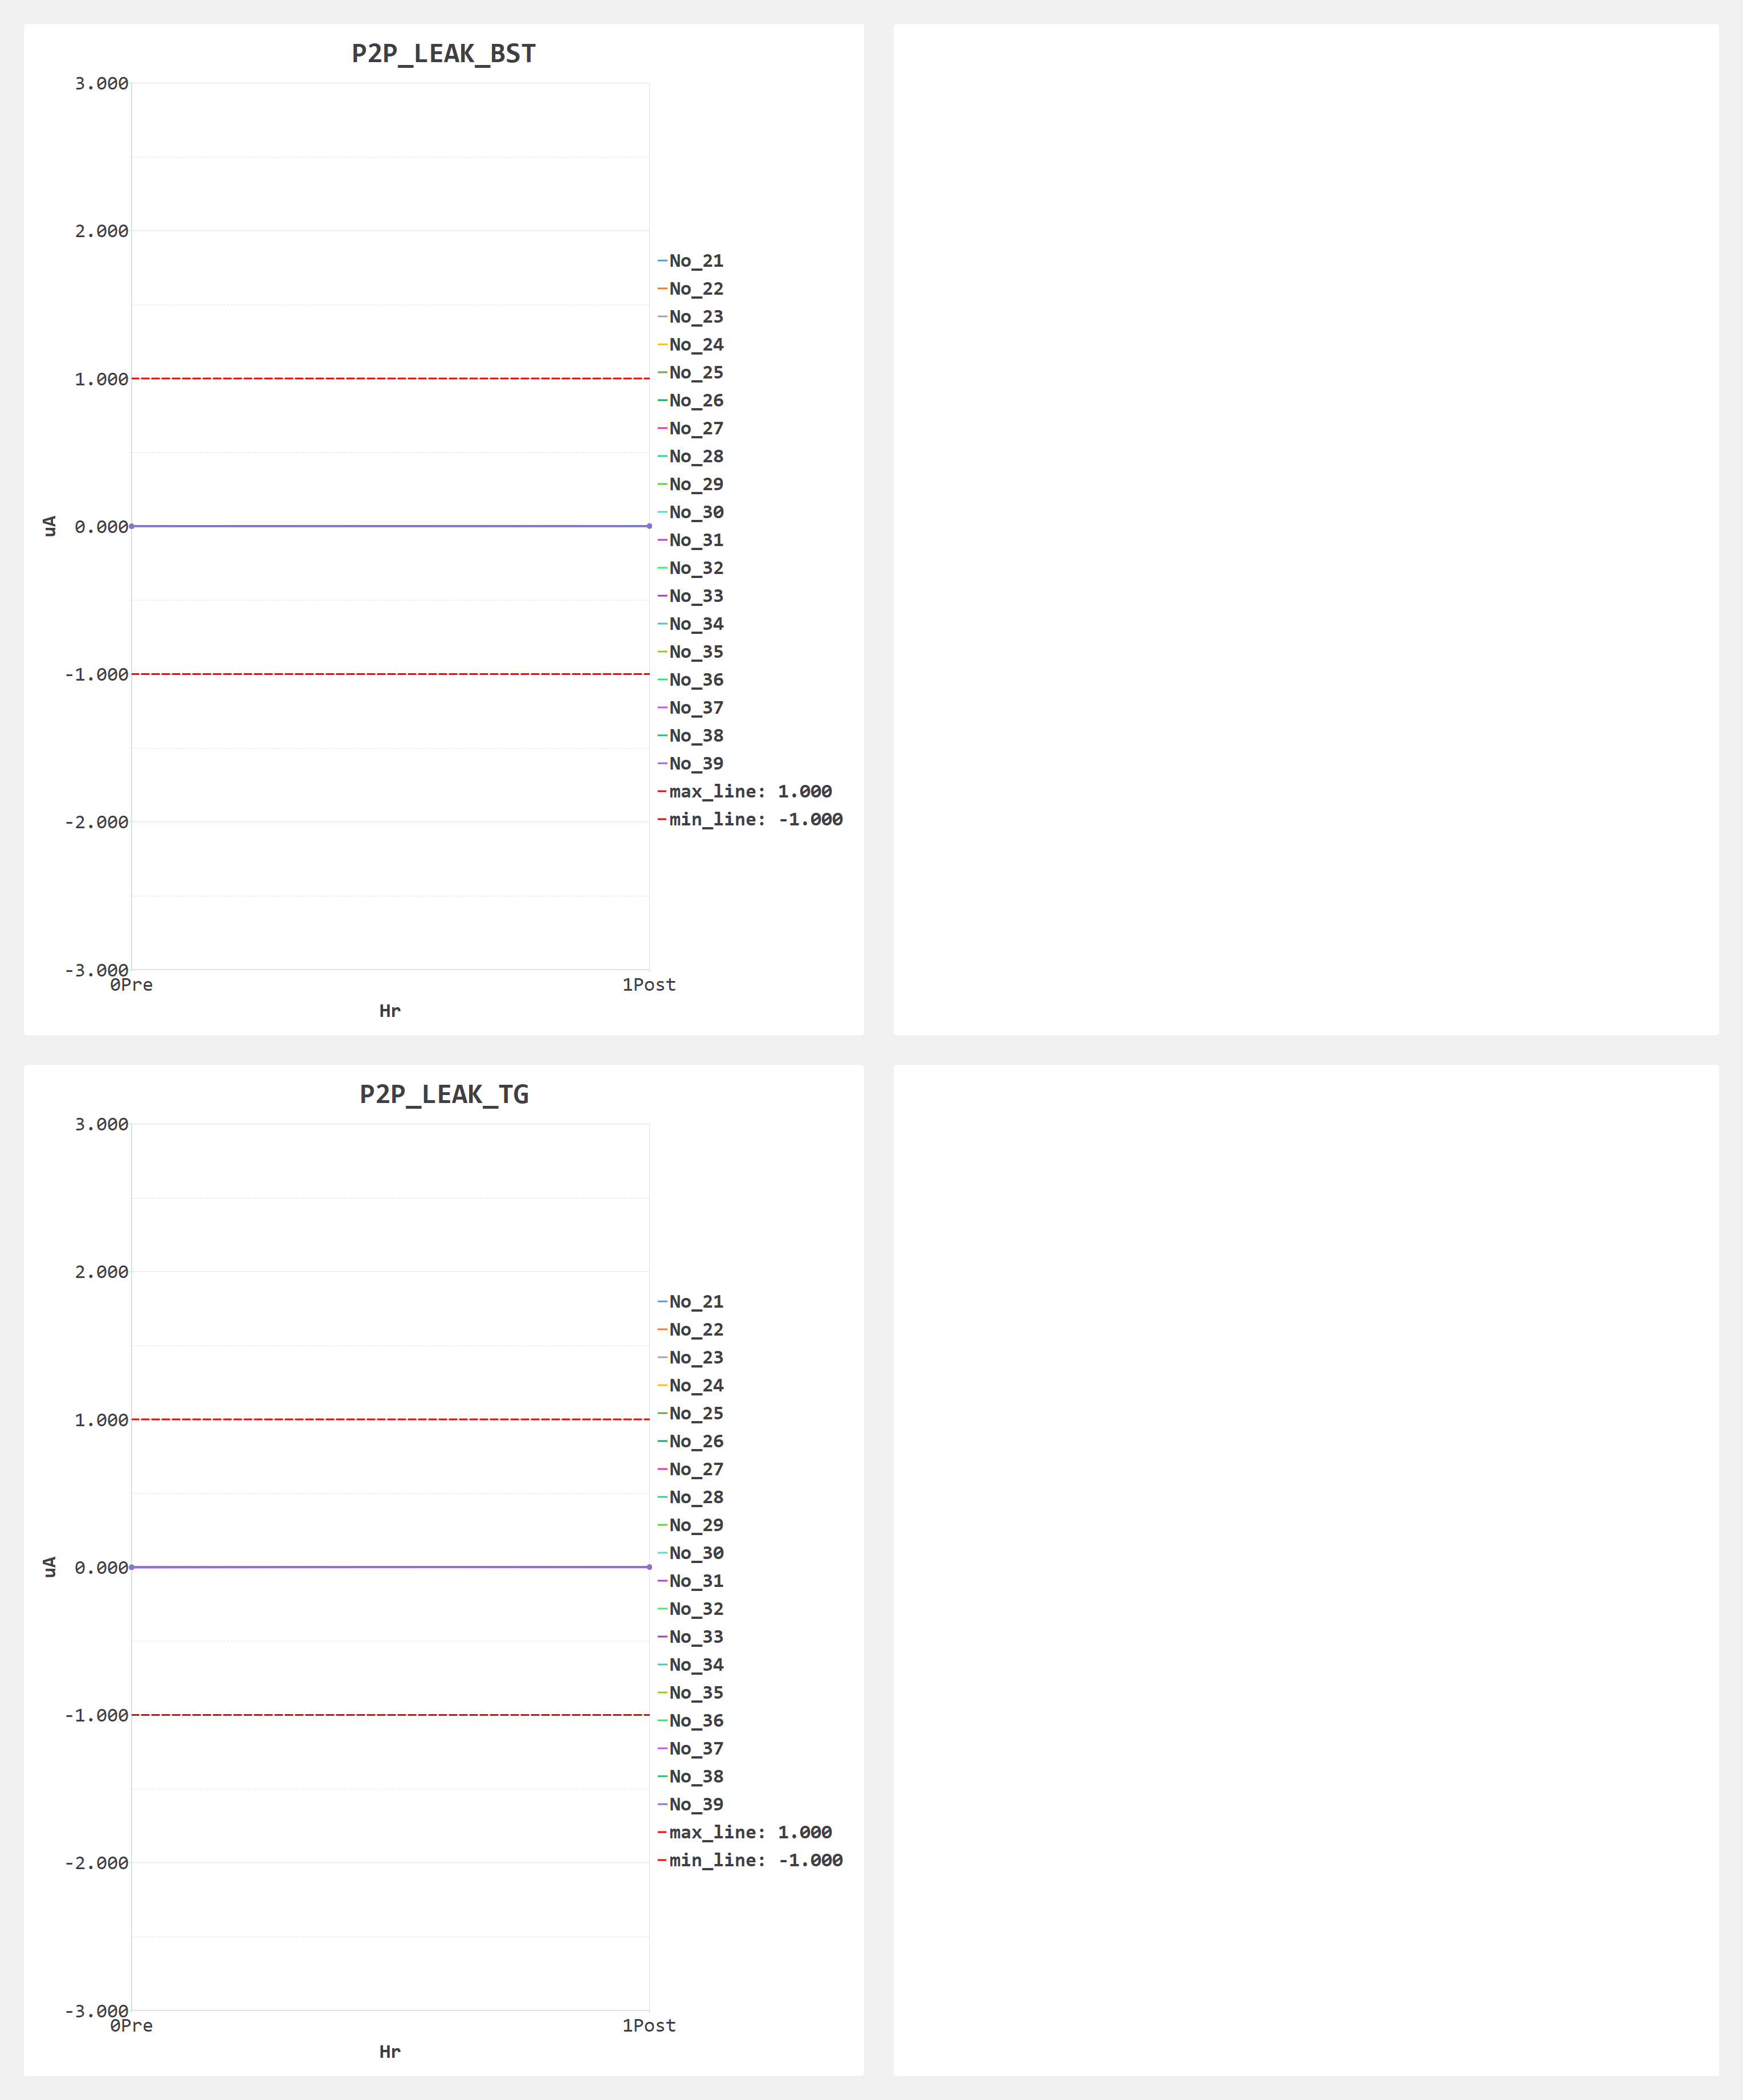 P2P_LEAK_BST
3.000
2.000
1.000
0.000
-1.000
-2.000
-3.000
uA
0Pre
1Post
Hr
No_21
No_22
No_23
No_24
No_25
No_26
No_27
No_28
No_29
No_30
No_31
No_32
No_33
No_34
No_35
No_36
No_37
No_38
No_39
max_line: 1.000
min_line: -1.000
P2P_LEAK_TG
3.000
2.000
1.000
0.000
-1.000
-2.000
-3.000
uA
0Pre
1Post
Hr
No_21
No_22
No_23
No_24
No_25
No_26
No_27
No_28
No_29
No_30
No_31
No_32
No_33
No_34
No_35
No_36
No_37
No_38
No_39
max_line: 1.000
min_line: -1.000